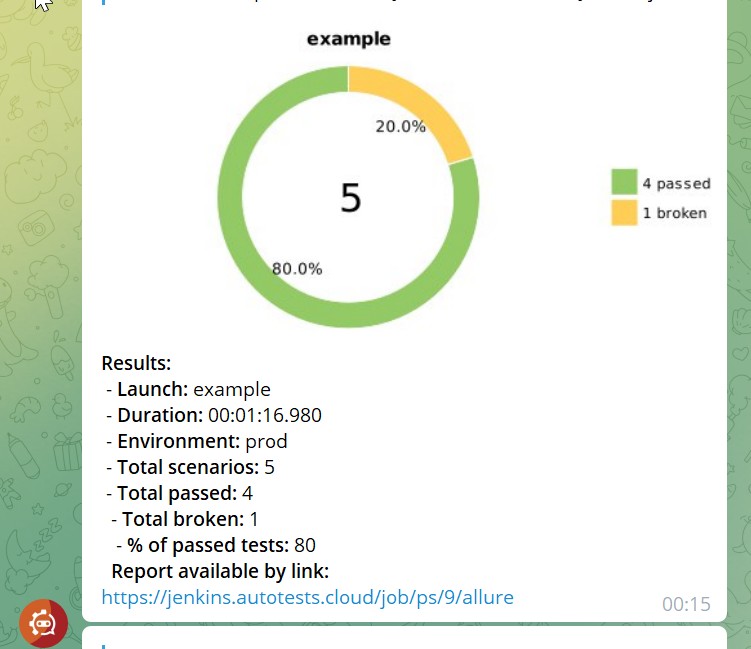 example
20.0%
5
80.0%
4 passed
1 broken
Results:
- Launch: example
- Duration: 00:01:16.980
- Environment: prod
- Total scenarios: 5
- Total passed: 4
- Total broken: 1
- % of passed tests: 80
Report available by link:
https://jenkins.autotests.cloud/job/ps/9/allure
00:15